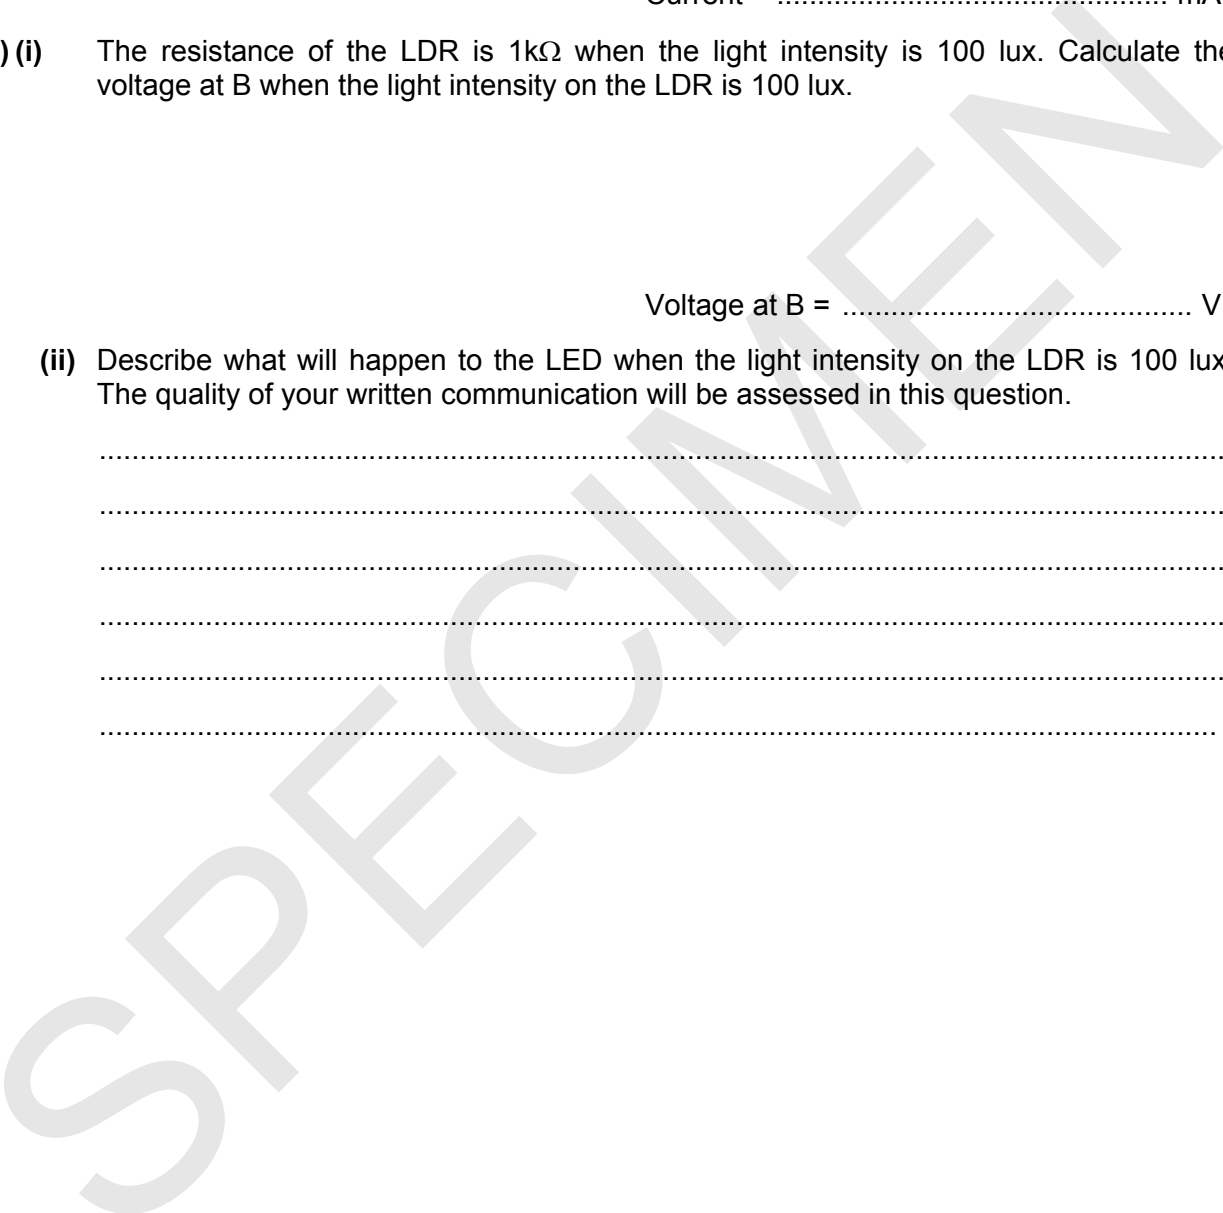 ) (i) The resistance of the LDR is 1kΩ when the light intensity is 100 lux. Calculate the
voltage at B when the light intensity on the LDR is 100 lux.
Voltage at B = ........................................... V
(ii) Describe what will happen to the LED when the light intensity on the LDR is 100 lux
The quality of your written communication will be assessed in this question.
SPECIMEN